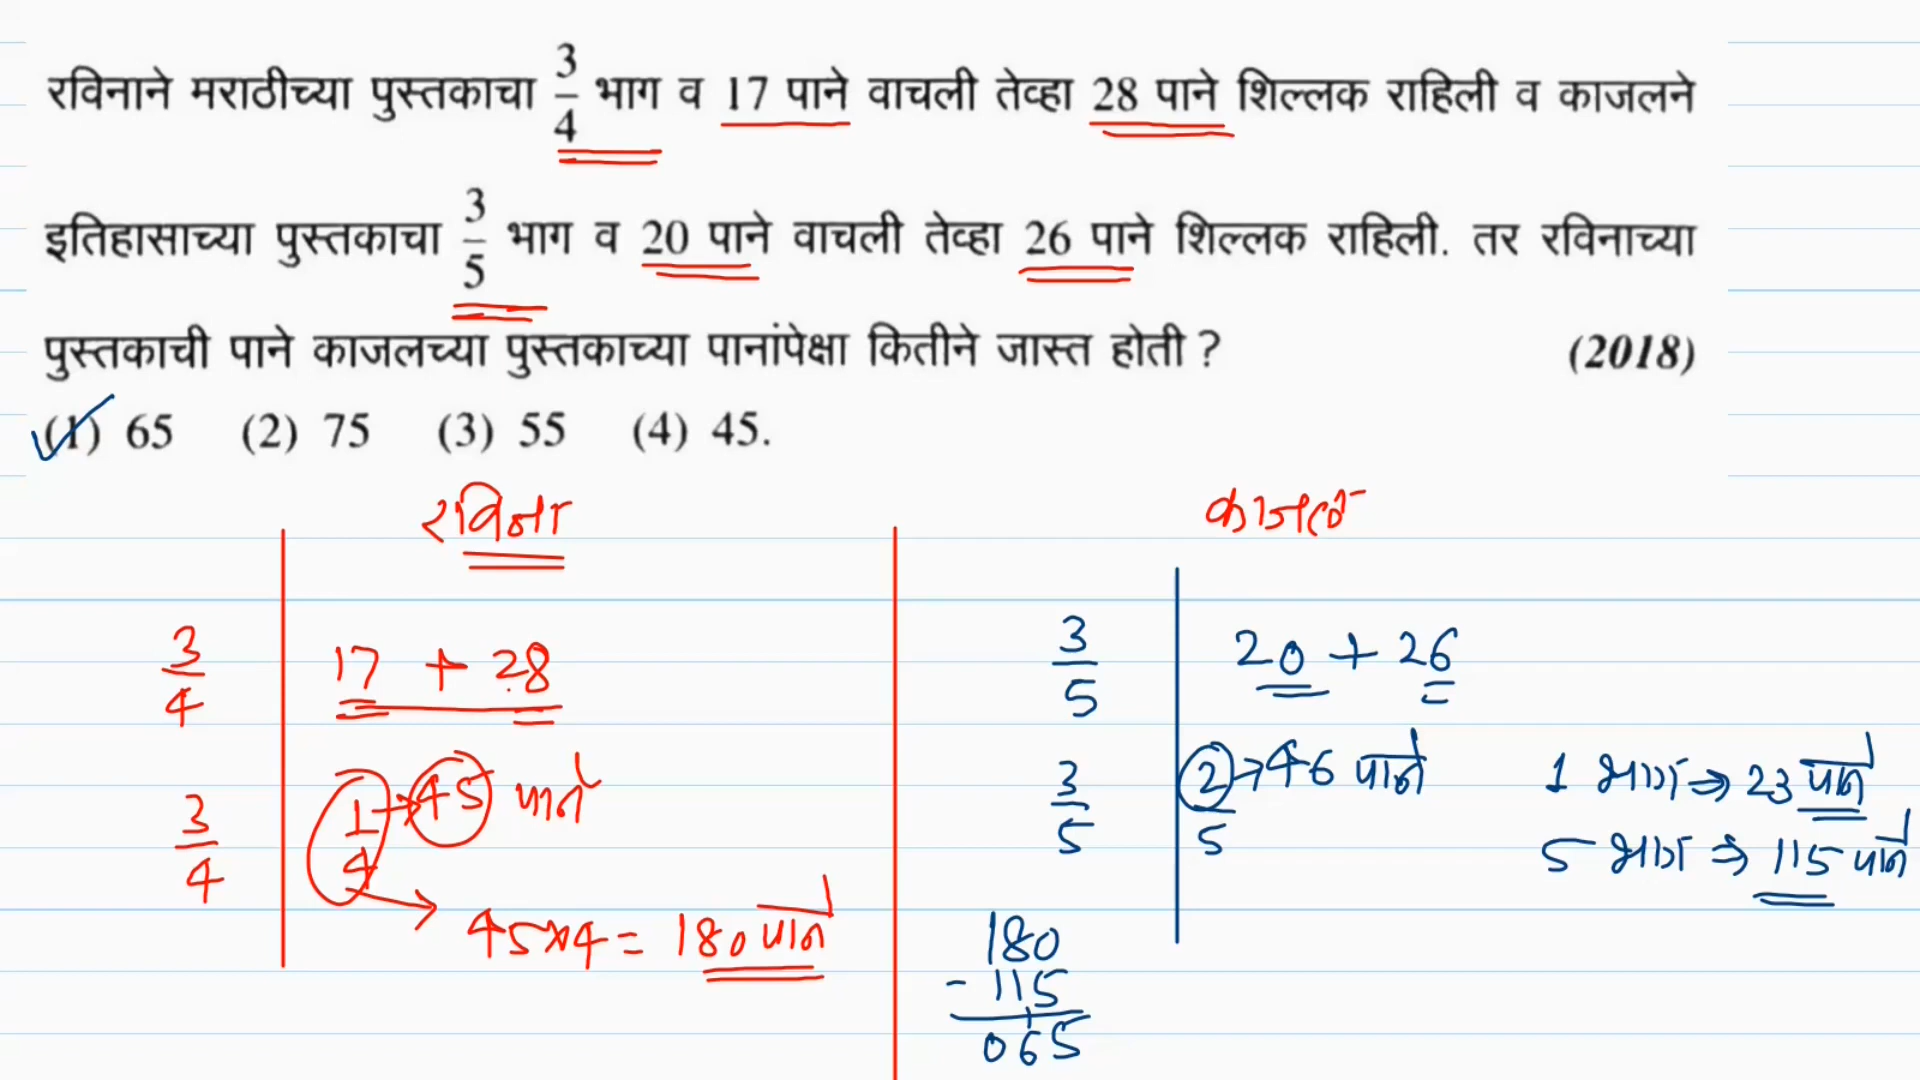 रविनाने मराठीच्या पुस्तकाचा 3/4 भाग व 17 पाने वाचली तेव्हा 28 पाने शिल्लक राहिली व काजलने
इतिहासाच्या पुस्तकाचा 3/5 भाग व 20 पाने वाचली तेव्हा 26 पाने शिल्लक राहिली. तर रविनाच्या
पुस्तकाची पाने काजलच्या पुस्तकाच्या पानांपेक्षा कितीने जास्त होती ? (2018)
(1) 65 (2) 75 (3) 55 (4) 45.
रविना
3/4 17 + 28
3/4 1/4 → 45 पाने
45×4 = 180 पाने
काजल
3/5 20 + 26
3/5 2/5 → 46 पाने
1 भाग ⇒ 23 पाने
5 भाग ⇒ 115 पाने
180
- 115
065